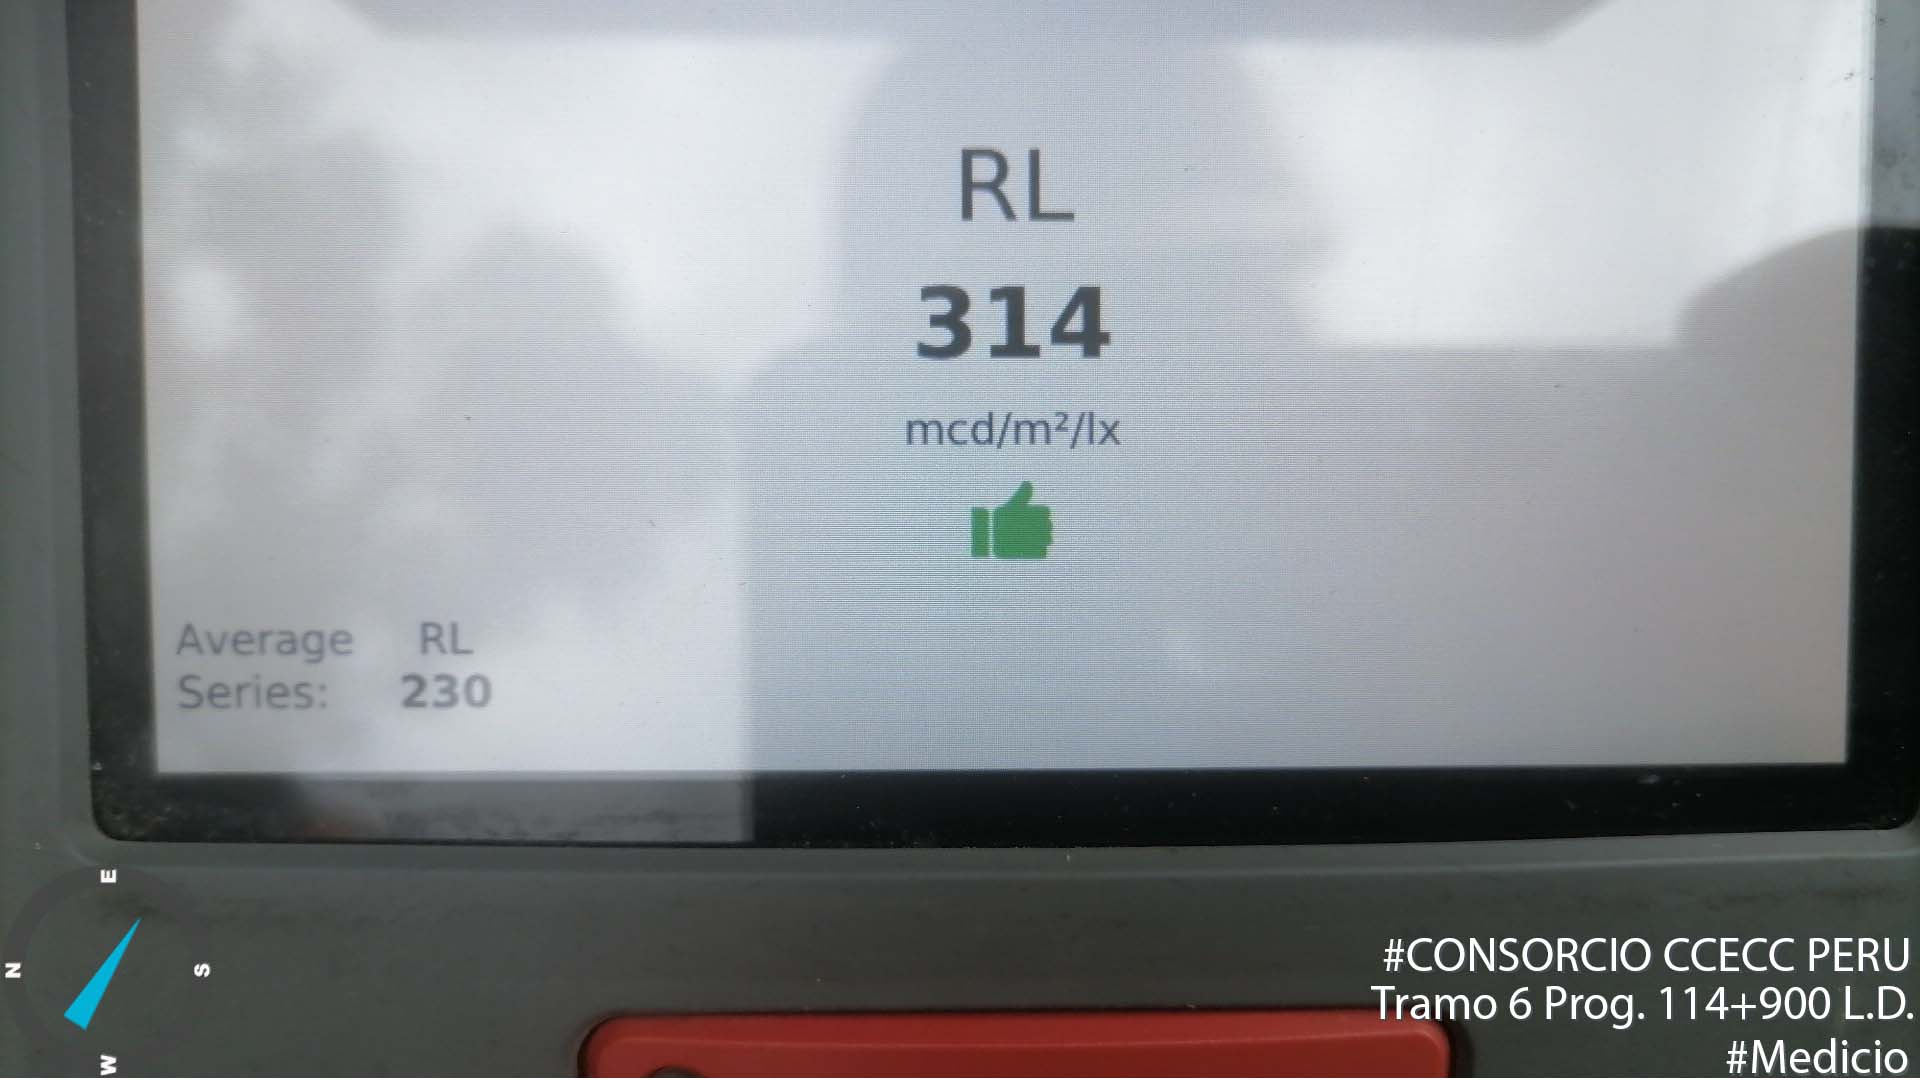 RL
314
mcd/m²/lx
Average RL
Series: 230
E
N
S
W
#CONSORCIO CCECC PERU
Tramo 6 Prog. 114+900 L.D.
#Medicio